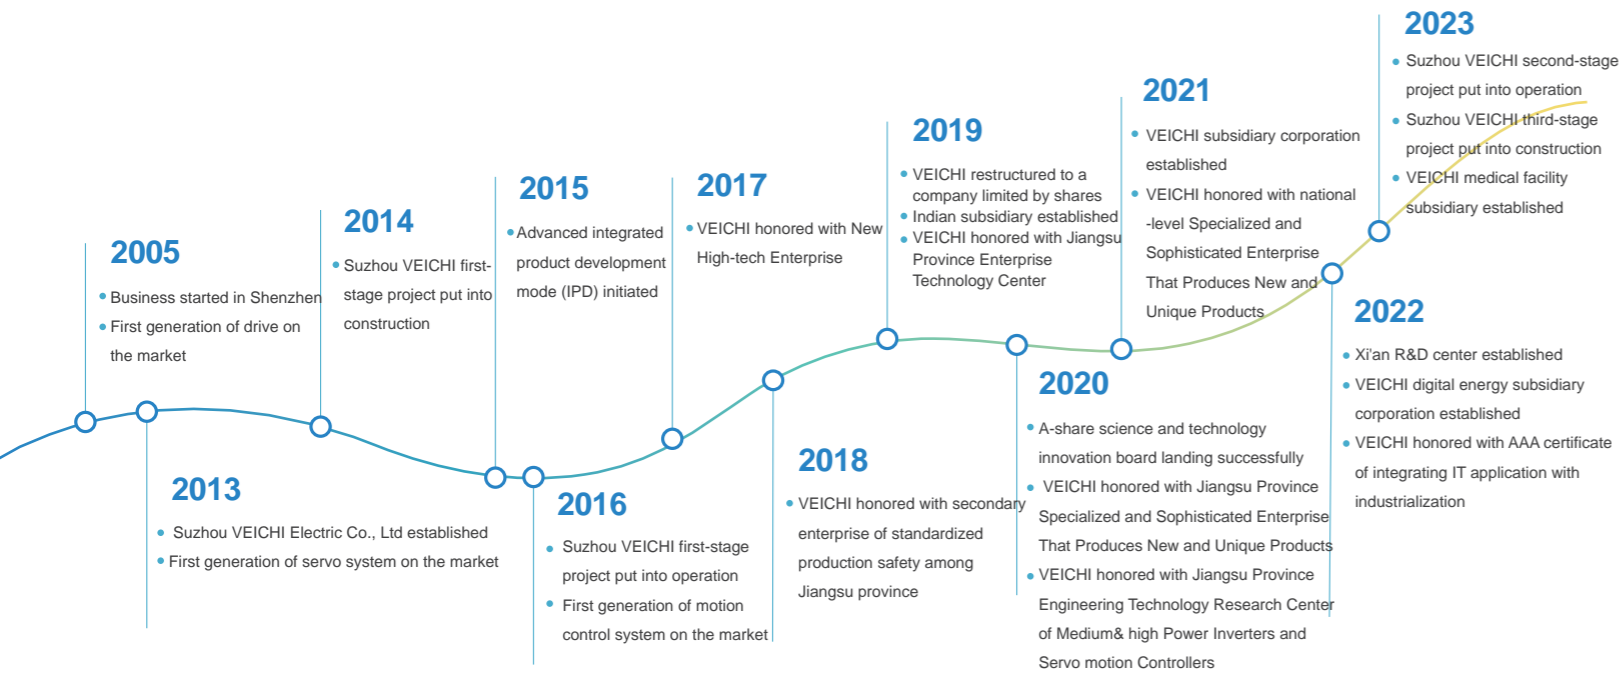 2005
Business started in Shenzhen
First generation of drive on
the market
2013
Suzhou VEICHI Electric Co., Ltd established
First generation of servo system on the market
2014
Suzhou VEICHI first-
stage project put into
construction
2015
Advanced integrated
product development
mode (IPD) initiated
2016
Suzhou VEICHI first-stage
project put into operation
First generation of motion
control system on the market
2017
VEICHI honored with New
High-tech Enterprise
2018
VEICHI honored with secondary
enterprise of standardized
production safety among
Jiangsu province
2019
VEICHI restructured to a
company limited by shares
Indian subsidiary established
VEICHI honored with Jiangsu
Province Enterprise
Technology Center
2020
A-share science and technology
innovation board landing successfully
VEICHI honored with Jiangsu Province
Specialized and Sophisticated Enterprise
That Produces New and Unique Products
VEICHI honored with Jiangsu Province
Engineering Technology Research Center
of Medium& high Power Inverters and
Servo motion Controllers
2021
VEICHI subsidiary corporation
established
VEICHI honored with national
-level Specialized and
Sophisticated Enterprise
That Produces New and
Unique Products
2022
Xi'an R&D center established
VEICHI digital energy subsidiary
corporation established
VEICHI honored with AAA certificate
of integrating IT application with
industrialization
2023
Suzhou VEICHI second-stage
project put into operation
Suzhou VEICHI third-stage
project put into construction
VEICHI medical facility
subsidiary established